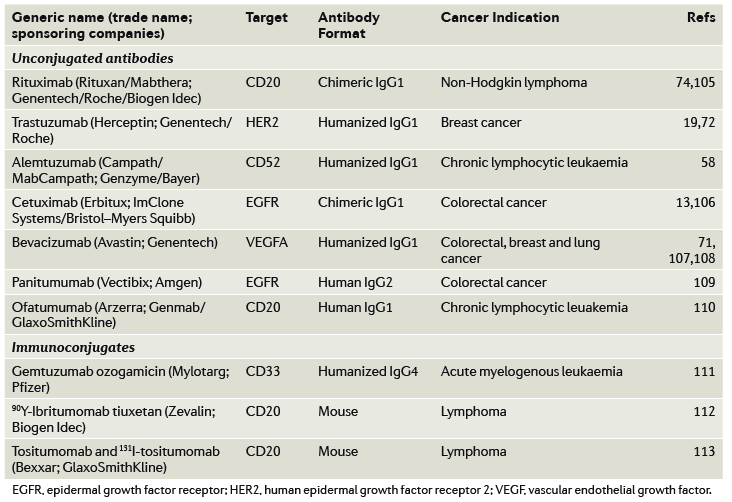 Generic name (trade name; sponsoring companies) Target Antibody Format Cancer Indication Refs
Unconjugated antibodies
Rituximab (Rituxan/Mabthera; Genentech/Roche/Biogen Idec) CD20 Chimeric IgG1 Non-Hodgkin lymphoma 74,105
Trastuzumab (Herceptin; Genentech/ Roche) HER2 Humanized IgG1 Breast cancer 19,72
Alemtuzumab (Campath/ MabCampath; Genzyme/Bayer) CD52 Humanized IgG1 Chronic lymphocytic leukaemia 58
Cetuximab (Erbitux; ImClone Systems/Bristol–Myers Squibb) EGFR Chimeric IgG1 Colorectal cancer 13,106
Bevacizumab (Avastin; Genentech) VEGFA Humanized IgG1 Colorectal, breast and lung cancer 71, 107,108
Panitumumab (Vectibix; Amgen) EGFR Human IgG2 Colorectal cancer 109
Ofatumumab (Arzerra; Genmab/ GlaxoSmithKline) CD20 Human IgG1 Chronic lymphocytic leuakemia 110
Immunoconjugates
Gemtuzumab ozogamicin (Mylotarg; Pfizer) CD33 Humanized IgG4 Acute myelogenous leukaemia 111
⁹⁰Y-Ibritumomab tiuxetan (Zevalin; Biogen Idec) CD20 Mouse Lymphoma 112
Tositumomab and ¹³¹I-tositumomab (Bexxar; GlaxoSmithKline) CD20 Mouse Lymphoma 113
EGFR, epidermal growth factor receptor; HER2, human epidermal growth factor receptor 2; VEGF, vascular endothelial growth factor.